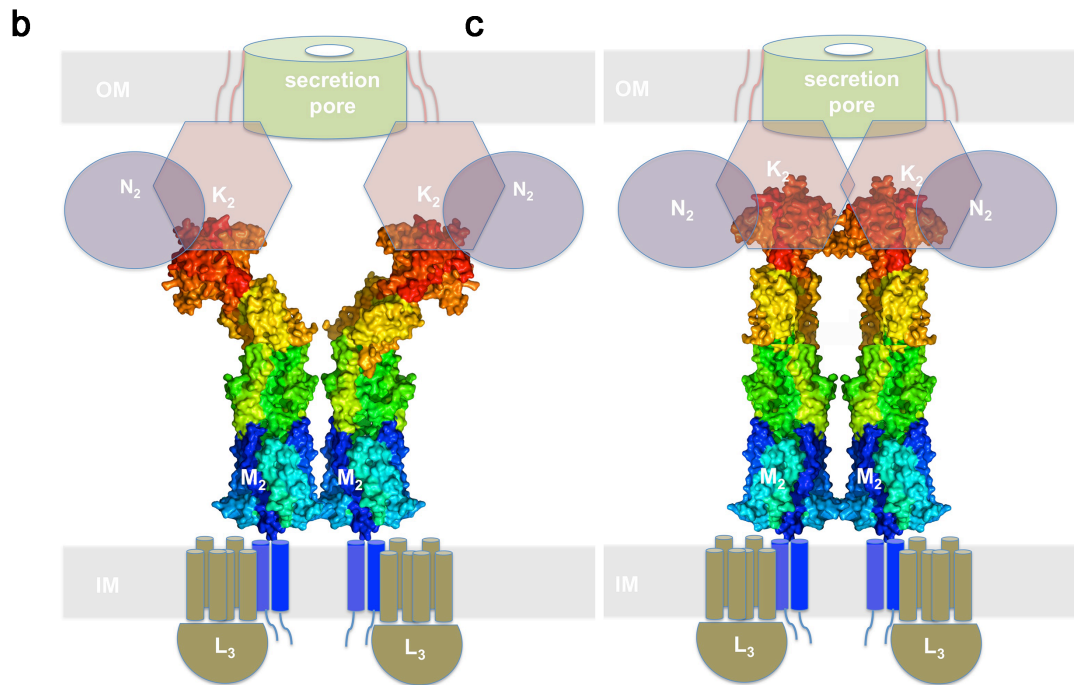 b
OM
secretion
pore
N₂
K₂
K₂
N₂
M₂
M₂
IM
L₃
L₃
c
OM
secretion
pore
K₂
K₂
N₂
N₂
M₂
M₂
IM
L₃
L₃